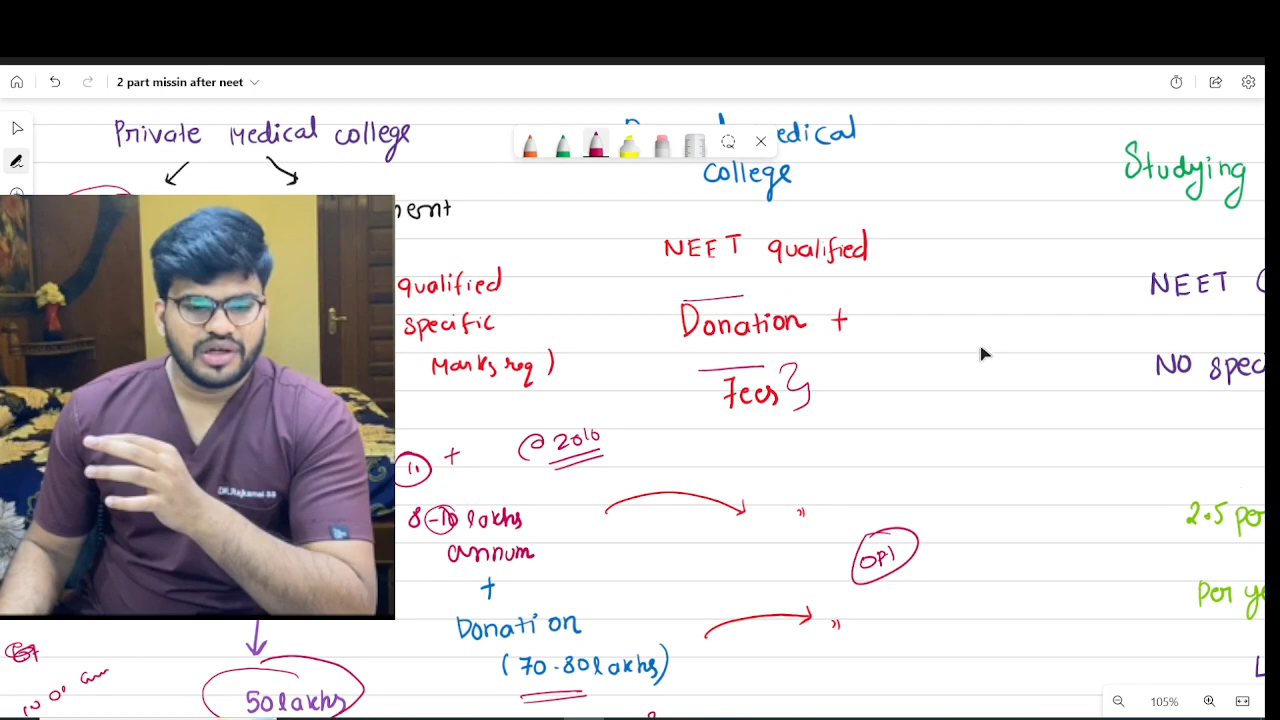 2 part missin after neet
Private Medical college
edical
college
Studying
NEET qualified
NEET
qualified
specific
Marks req)
Donation +
Fees
NO spec
+
@ 2016
8-10 lakhs
annum
+
Donation
(70-80 lakhs)
OPD
2.5 per
Per ye
50 lakhs
105%